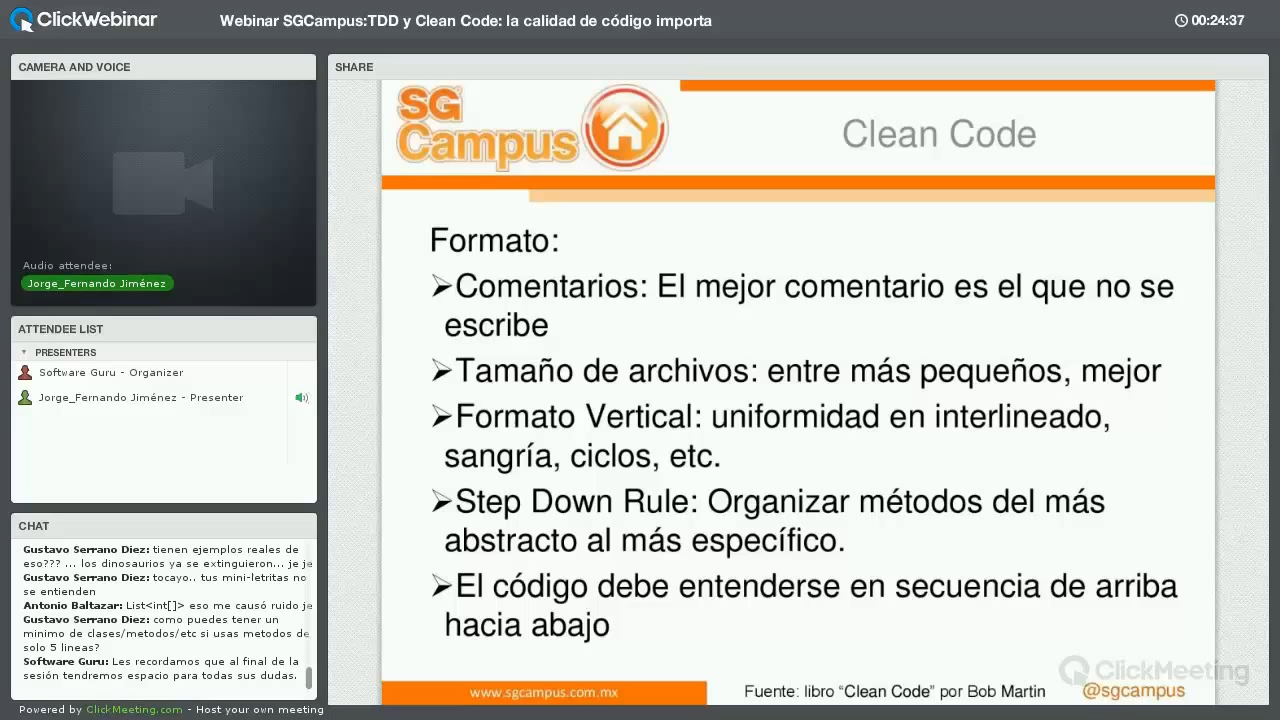 ClickWebinar
Webinar SGCampus:TDD y Clean Code: la calidad de código importa
00:24:37
CAMERA AND VOICE
Audio attendee:
Jorge_Fernando Jiménez
ATTENDEE LIST
PRESENTERS
Software Guru - Organizer
Jorge_Fernando Jiménez - Presenter
CHAT
Gustavo Serrano Diez: tienen ejemplos reales de
eso??? ... los dinosaurios ya se extinguieron... je je
Gustavo Serrano Diez: tocayo.. tus mini-letritas no
se entienden
Antonio Baltazar: List<int[]> eso me causó ruido je
Gustavo Serrano Diez: como puedes tener un
minimo de clases/metodos/etc si usas metodos de
solo 5 lineas?
Software Guru: Les recordamos que al final de la
sesión tendremos espacio para todas sus dudas.
Powered by ClickMeeting.com - Host your own meeting
SHARE
SG
Campus
Clean Code
Formato:
➢Comentarios: El mejor comentario es el que no se
escribe
➢Tamaño de archivos: entre más pequeños, mejor
➢Formato Vertical: uniformidad en interlineado,
sangría, ciclos, etc.
➢Step Down Rule: Organizar métodos del más
abstracto al más específico.
➢El código debe entenderse en secuencia de arriba
hacia abajo
ClickMeeting
www.sgcampus.com.mx
Fuente: libro “Clean Code” por Bob Martin
@sgcampus